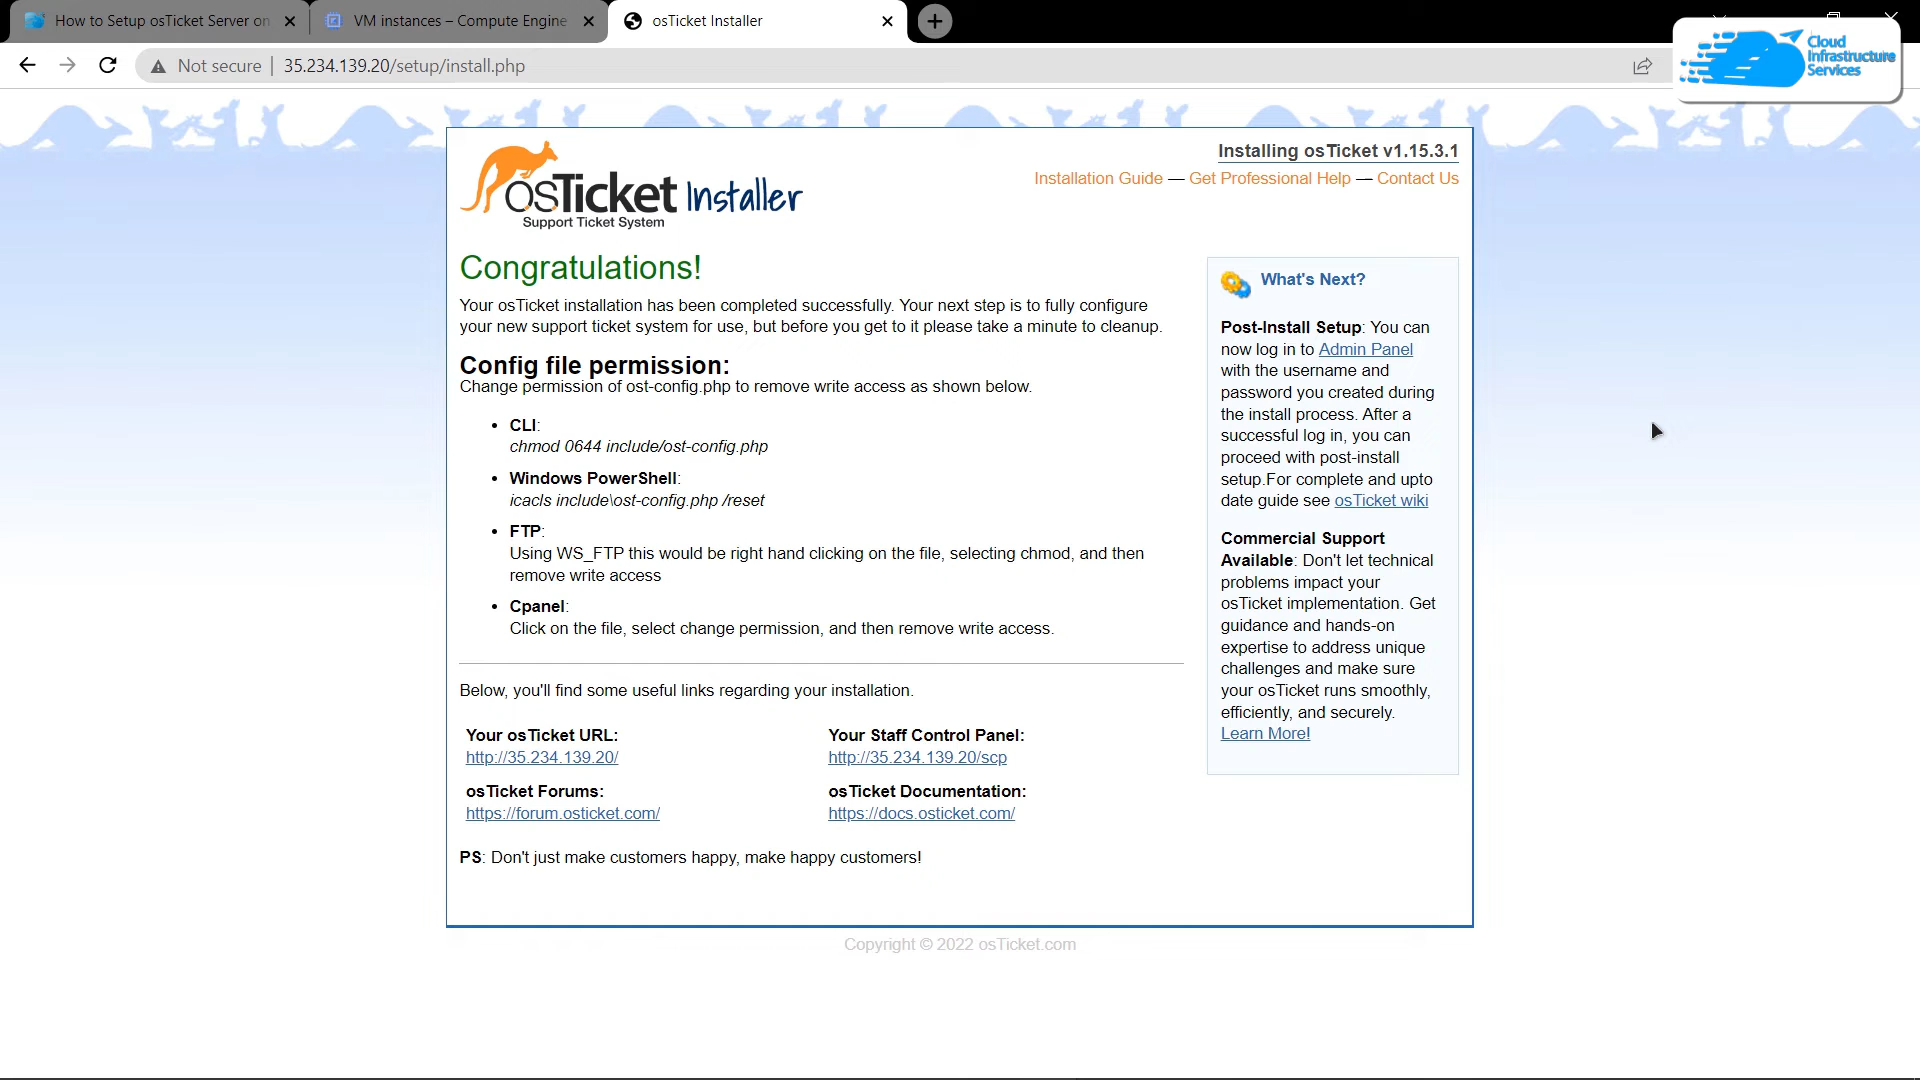 How to Setup osTicket Server on
VM instances – Compute Engine
osTicket Installer
Not secure
35.234.139.20/setup/install.php
Cloud
Infrastructure
Services
osTicket Installer
Support Ticket System
Installing osTicket v1.15.3.1
Installation Guide — Get Professional Help — Contact Us
Congratulations!
Your osTicket installation has been completed successfully. Your next step is to fully configure
your new support ticket system for use, but before you get to it please take a minute to cleanup.
Config file permission:
Change permission of ost-config.php to remove write access as shown below.
• CLI:
chmod 0644 include/ost-config.php
• Windows PowerShell:
icacls include\ost-config.php /reset
• FTP:
Using WS_FTP this would be right hand clicking on the file, selecting chmod, and then
remove write access
• Cpanel:
Click on the file, select change permission, and then remove write access.
Below, you'll find some useful links regarding your installation.
Your osTicket URL:
http://35.234.139.20/
Your Staff Control Panel:
http://35.234.139.20/scp
osTicket Forums:
https://forum.osticket.com/
osTicket Documentation:
https://docs.osticket.com/
PS: Don't just make customers happy, make happy customers!
What's Next?
Post-Install Setup: You can
now log in to Admin Panel
with the username and
password you created during
the install process. After a
successful log in, you can
proceed with post-install
setup.For complete and upto
date guide see osTicket wiki
Commercial Support
Available: Don't let technical
problems impact your
osTicket implementation. Get
guidance and hands-on
expertise to address unique
challenges and make sure
your osTicket runs smoothly,
efficiently, and securely.
Learn More!
Copyright © 2022 osTicket.com